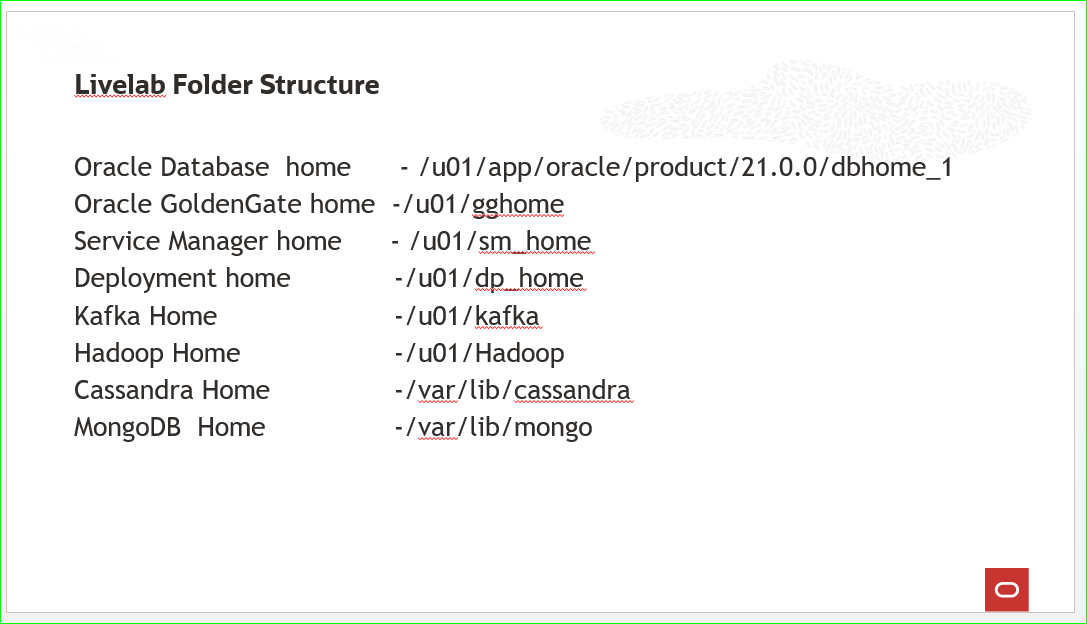 Livelab Folder Structure
Oracle Database  home - /u01/app/oracle/product/21.0.0/dbhome_1
Oracle GoldenGate home -/u01/gghome
Service Manager home - /u01/sm_home
Deployment home -/u01/dp_home
Kafka Home -/u01/kafka
Hadoop Home -/u01/Hadoop
Cassandra Home -/var/lib/cassandra
MongoDB  Home -/var/lib/mongo